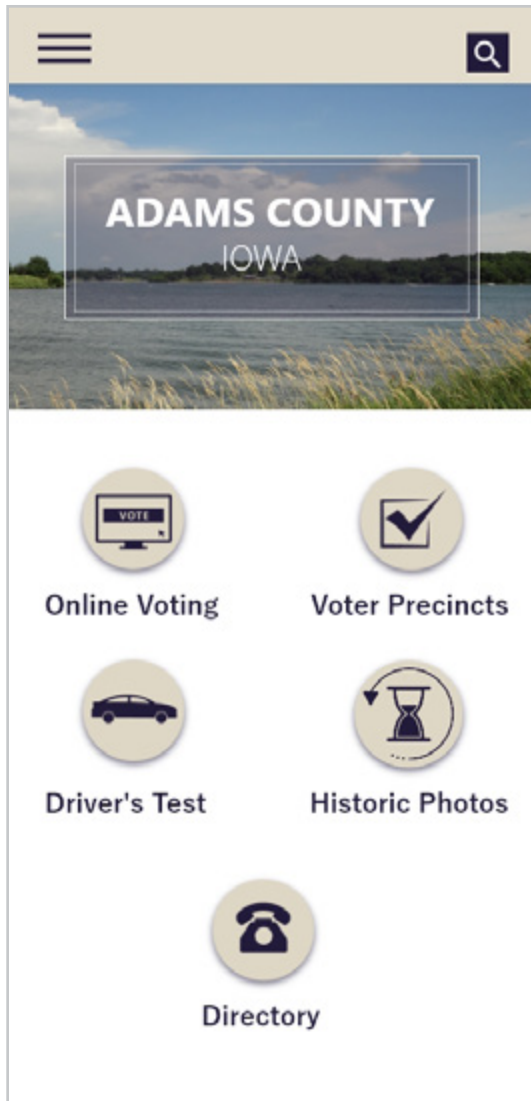 ADAMS COUNTY
IOWA
VOTE
Online Voting
Voter Precincts
Driver's Test
Historic Photos
Directory